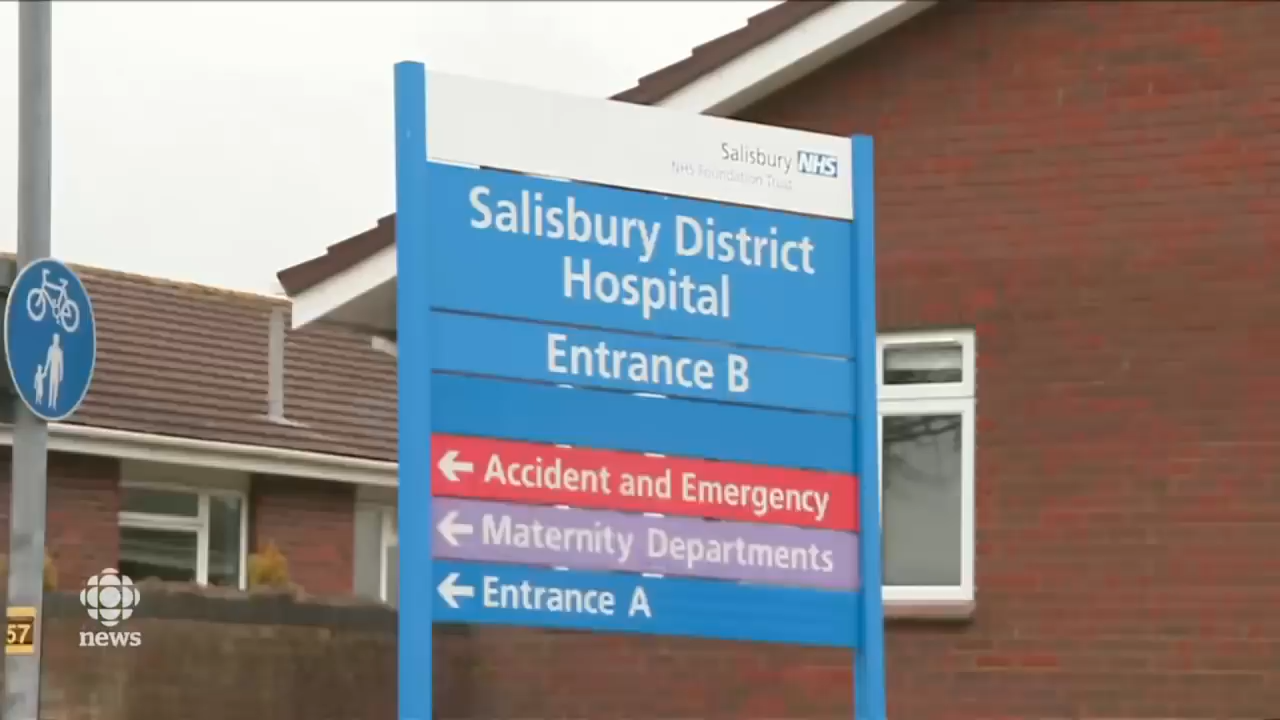 Salisbury NHS
NHS Foundation Trust
Salisbury District
Hospital
Entrance B
Accident and Emergency
Maternity Departments
Entrance A
57
news